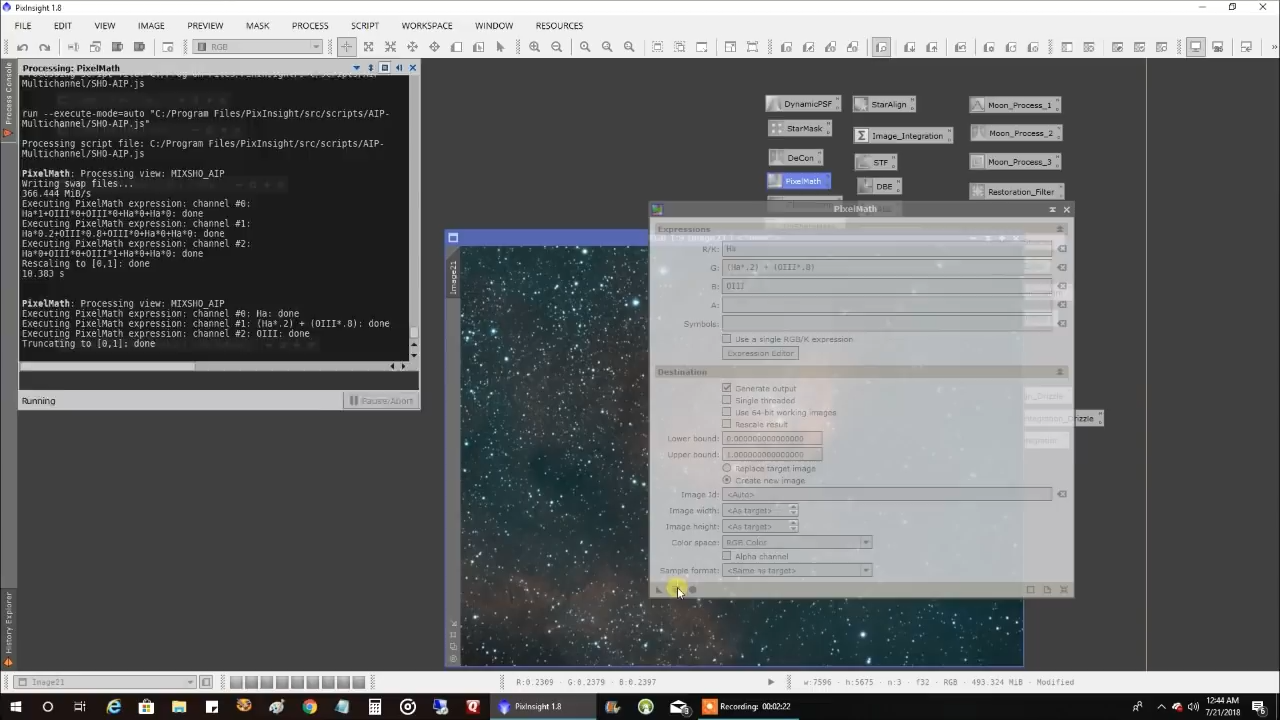 PixInsight 1.8
FILE EDIT VIEW IMAGE PREVIEW MASK PROCESS SCRIPT WORKSPACE WINDOW RESOURCES
RGB
Processing: PixelMath
Process Console
Multichannel/SHO-AIP.js
run --execute-mode=auto "C:/Program Files/PixInsight/src/scripts/AIP-
Multichannel/SHO-AIP.js"
Processing script file: C:/Program Files/PixInsight/src/scripts/AIP-
Multichannel/SHO-AIP.js
PixelMath: Processing view: MIXSHO_AIP
Writing swap files...
656.444 MiB/s
Executing PixelMath expression: channel #0:
Ha*1+OIII*0+OIII*0+Ha*0+Ha*0: done
Executing PixelMath expression: channel #1:
Ha*0.2+OIII*0.8+OIII*0+Ha*0+Ha*0: done
Executing PixelMath expression: channel #2:
Ha*0+OIII*0+OIII*1+Ha*0+Ha*0: done
Rescaling to [0,1]: done
10.383 s
PixelMath: Processing view: MIXSHO_AIP
Executing PixelMath expression: channel #0: Ha: done
Executing PixelMath expression: channel #1: (Ha*.2) + (OIII*.8): done
Executing PixelMath expression: channel #2: OIII: done
Truncating to [0,1]: done
Running
Pause/Abort
History Explorer
DynamicPSF
StarAlign
Moon_Process_1
StarMask
Image_Integration
Moon_Process_2
DeCon
STF
Moon_Process_3
PixelMath
DBE
Restoration_Filter
Image21
PixelMath
Expressions
R/K: Ha
G: (Ha*.2) + (OIII*.8)
B: OIII
A:
Symbols:
Use a single RGB/K expression
Expression Editor
Destination
Generate output
Single threaded
Use 64-bit working images
Rescale result
Lower bound: 0.000000000000000
Upper bound: 1.000000000000000
Replace target image
Create new image
Image Id: <Auto>
Image width: <As target>
Image height: <As target>
Color space: RGB Color
Alpha channel
Sample format: <Same as target>
Image21
R:0.2309 · G:0.2379 · B:0.2397
w:7596 · h:5675 · n:3 · f32 · RGB · 493.324 MiB · Modified
PixInsight 1.8
Recording: 00:02:22
12:44 AM
7/21/2018